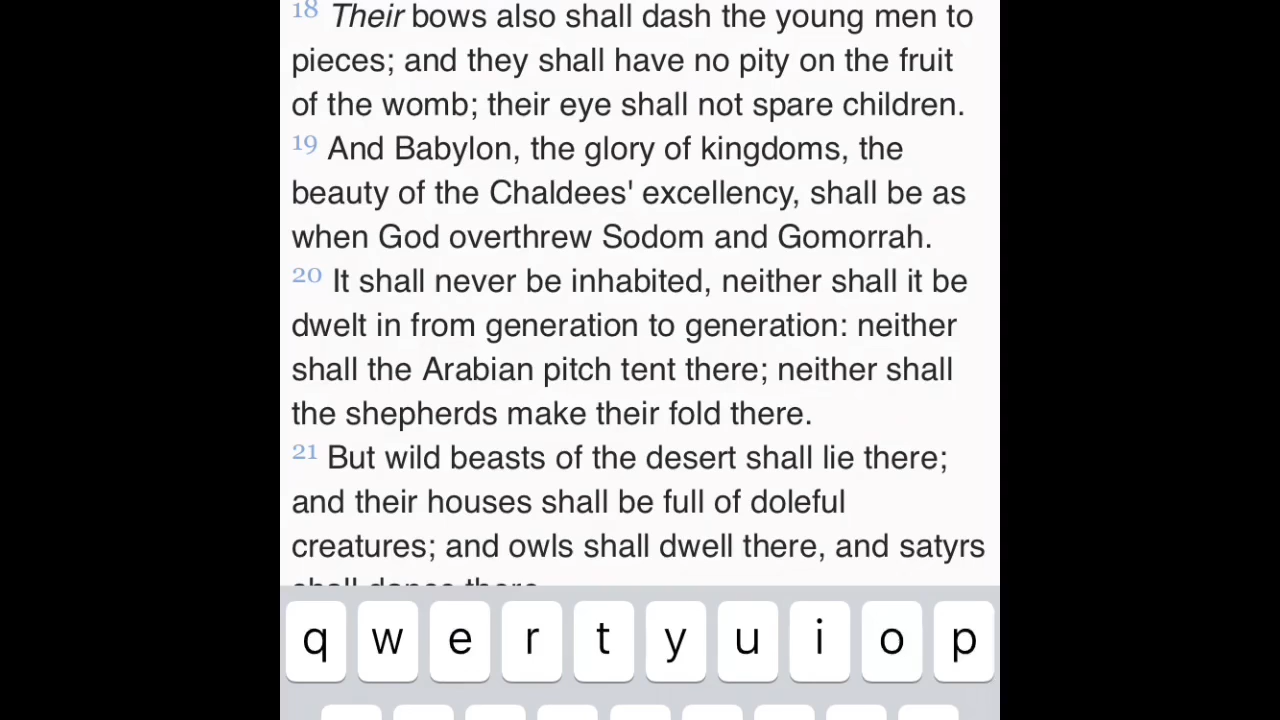 18 Their bows also shall dash the young men to
pieces; and they shall have no pity on the fruit
of the womb; their eye shall not spare children.
19 And Babylon, the glory of kingdoms, the
beauty of the Chaldees' excellency, shall be as
when God overthrew Sodom and Gomorrah.
20 It shall never be inhabited, neither shall it be
dwelt in from generation to generation: neither
shall the Arabian pitch tent there; neither shall
the shepherds make their fold there.
21 But wild beasts of the desert shall lie there;
and their houses shall be full of doleful
creatures; and owls shall dwell there, and satyrs
shall dance there.
q w e r t y u i o p